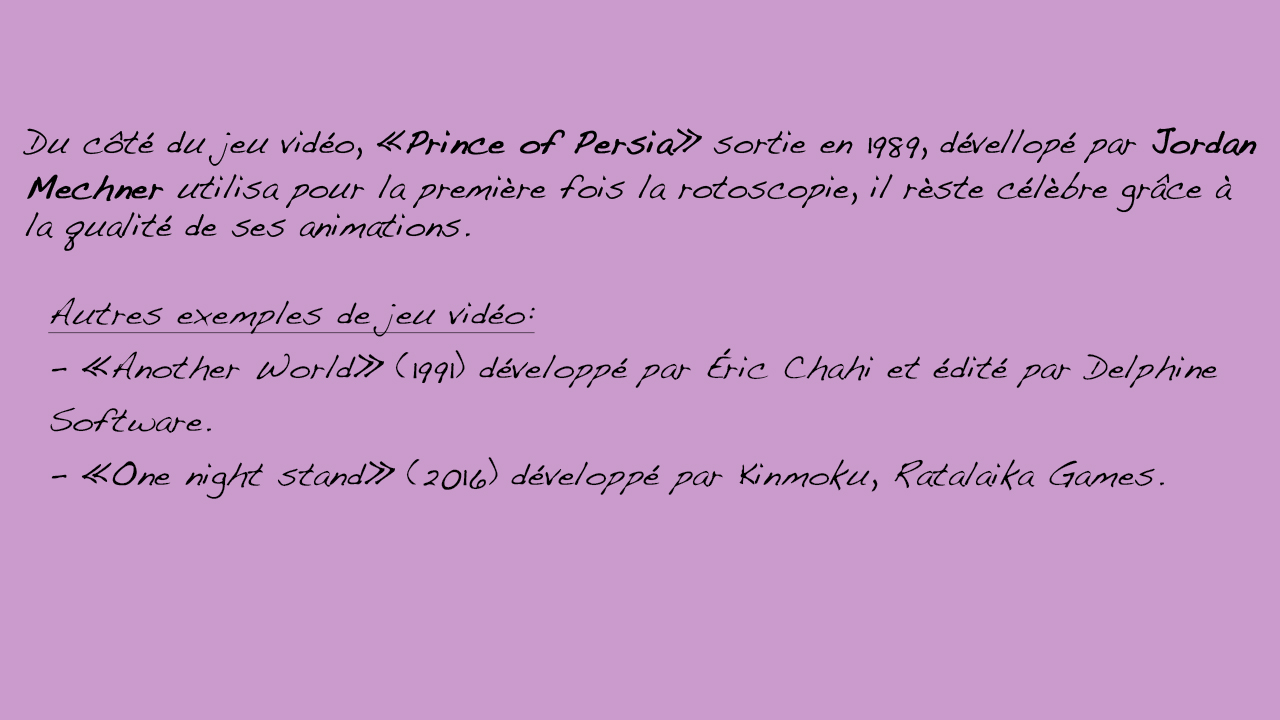 Du côté du jeu vidéo, «Prince of Persia» sortie en 1989, dévellopé par Jordan
Mechner utilisa pour la première fois la rotoscopie, il rèste célèbre grâce à
la qualité de ses animations.
Autres exemples de jeu vidéo:
- «Another World» (1991) développé par Éric Chahi et édité par Delphine
Software.
- «One night stand» (2016) développé par Kinmoku, Ratalaika Games.